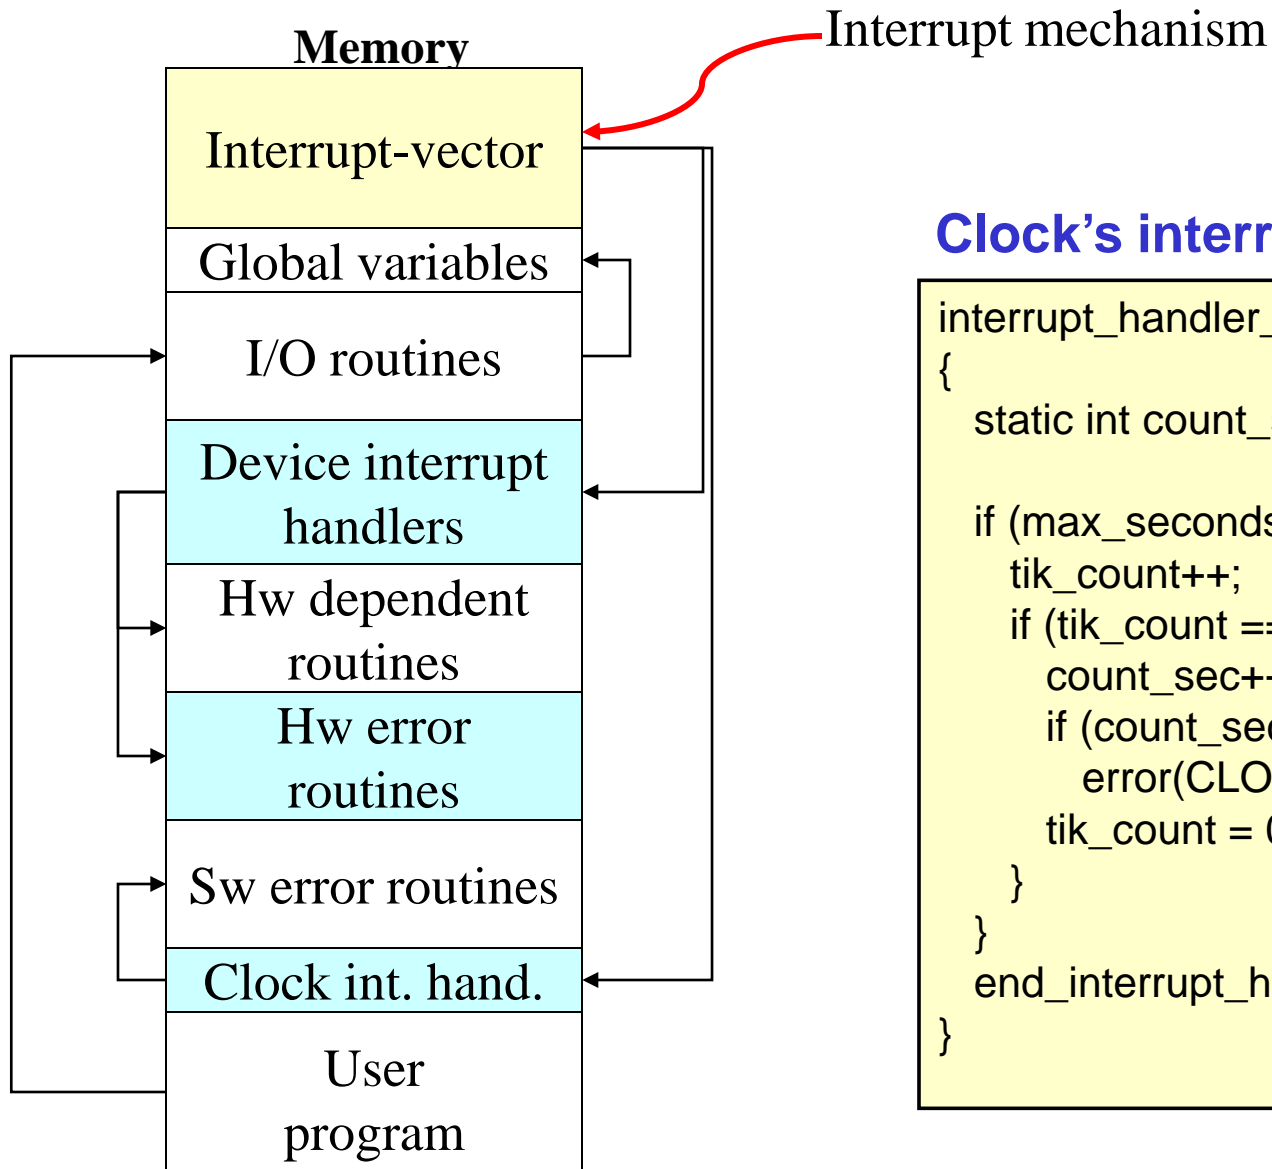 Interrupt mechanism
Memory
Interrupt-vector
Global variables
I/O routines
Device interrupt
handlers
Hw dependent
routines
Hw error
routines
Sw error routines
Clock int. hand.
User
program
Clock’s interr
interrupt_handler_
{
static int count_
if (max_seconds
tik_count++;
if (tik_count ==
count_sec+
if (count_sec
error(CLO
tik_count = 0
}
}
end_interrupt_h
}